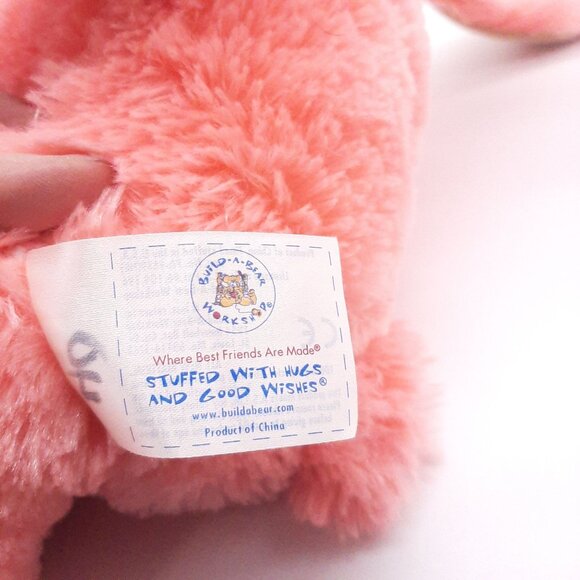 BUILD-A-BEAR
WORKSHOP®
Where Best Friends Are Made®
STUFFED WITH HUGS
AND GOOD WISHES®
www.buildabear.com
Product of China